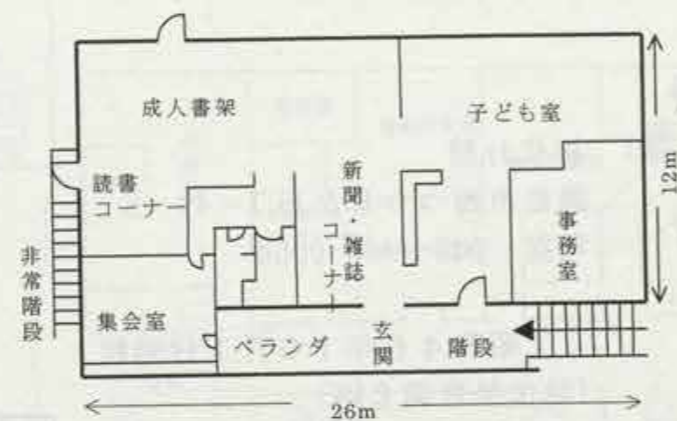 成人書架
子ども室
読書
コーナー
新聞・雑誌
コーナー
事務室
12m
非常階段
集会室
ベランダ
玄関
階段
26m